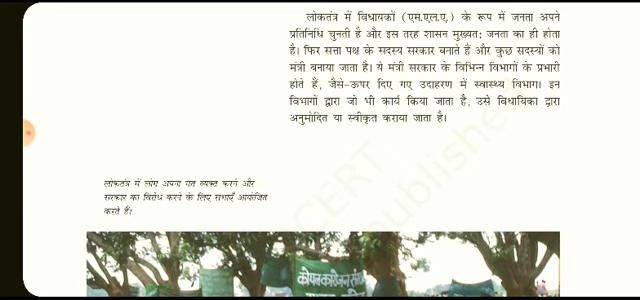 लोकतंत्र में विधायकों (एम.एल.ए.) के रूप में जनता अपने
प्रतिनिधि चुनती है और इस तरह शासन मुख्यत: जनता का ही होता
है। फिर सत्ता पक्ष के सदस्य सरकार बनाते हैं और कुछ सदस्यों को
मंत्री बनाया जाता है। ये मंत्री सरकार के विभिन्न विभागों के प्रभारी
होते हैं, जैसे-ऊपर दिए गए उदाहरण में स्वास्थ्य विभाग। इन
विभागों द्वारा जो भी कार्य किया जाता है, उसे विधायिका द्वारा
अनुमोदित या स्वीकृत कराया जाता है।
लोकतंत्र में लोग अपना मत व्यक्त करने और
सरकार का विरोध करने के लिए सभाएँ आयोजित
करते हैं।